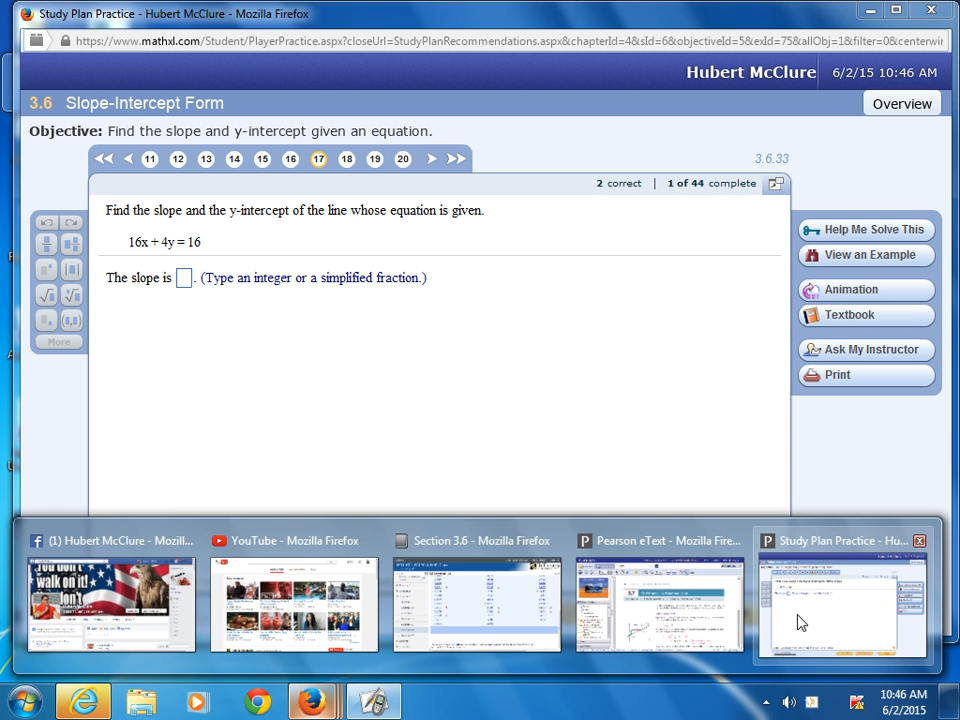 Study Plan Practice - Hubert McClure - Mozilla Firefox
https://www.mathxl.com/Student/PlayerPractice.aspx?closeUrl=StudyPlanRecommendations.aspx&chapterId=4&sId=6&objectiveId=5&exId=75&allObj=1&filter=0&centerwir
Hubert McClure 6/2/15 10:46 AM
3.6 Slope-Intercept Form
Overview
Objective: Find the slope and y-intercept given an equation.
11 12 13 14 15 16 17 18 19 20
3.6.33
2 correct | 1 of 44 complete
Find the slope and the y-intercept of the line whose equation is given.
16x + 4y = 16
The slope is . (Type an integer or a simplified fraction.)
More
Help Me Solve This
View an Example
Animation
Textbook
Ask My Instructor
Print
(1) Hubert McClure - Mozill...
YouTube - Mozilla Firefox
Section 3.6 - Mozilla Firefox
Pearson eText - Mozilla Fire...
Study Plan Practice - Hu...
walk on it!
10:46 AM
6/2/2015